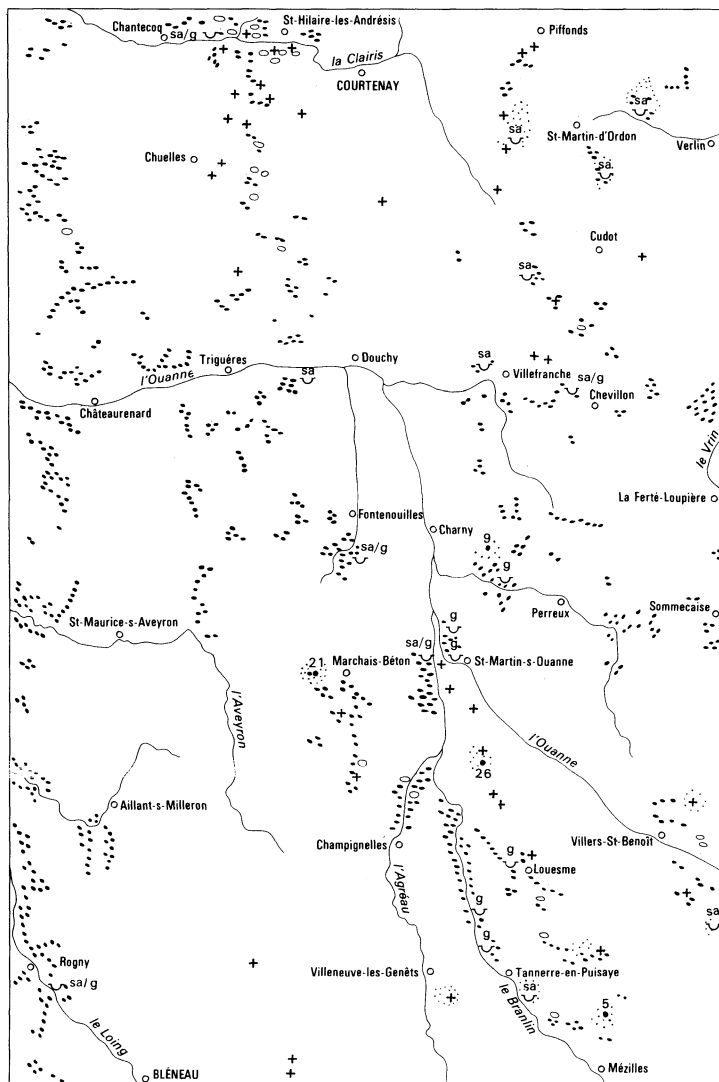 St-Hilaire-les-Andrésis
Piffonds
Chantecoq
sa/g
la Clairis
COURTENAY
sa
sa
St-Martin-d'Ordon
Verlin
Chuelles
sa
Cudot
sa
Douchy
Triguéres
sa
sa
Villefranche
sa/g
l'Ouanne
Chevillon
Châteaurenard
le Vrin
La Ferté-Loupière
Fontenouilles
Charny
g
sa/g
g
Perreux
Sommecaise
St-Maurice-s-Aveyron
g
sa/g
g
St-Martin-s-Ouanne
21
Marchais-Béton
l'Aveyron
l'Ouanne
26
Aillant-s-Milleron
Champignelles
Villers-St-Benoît
g
Louesme
l'Agréau
g
sa
g
Rogny
sa/g
Villeneuve-les-Genêts
Tannerre-en-Puisaye
sa
5
le Branlin
le Loing
BLÉNEAU
Mézilles